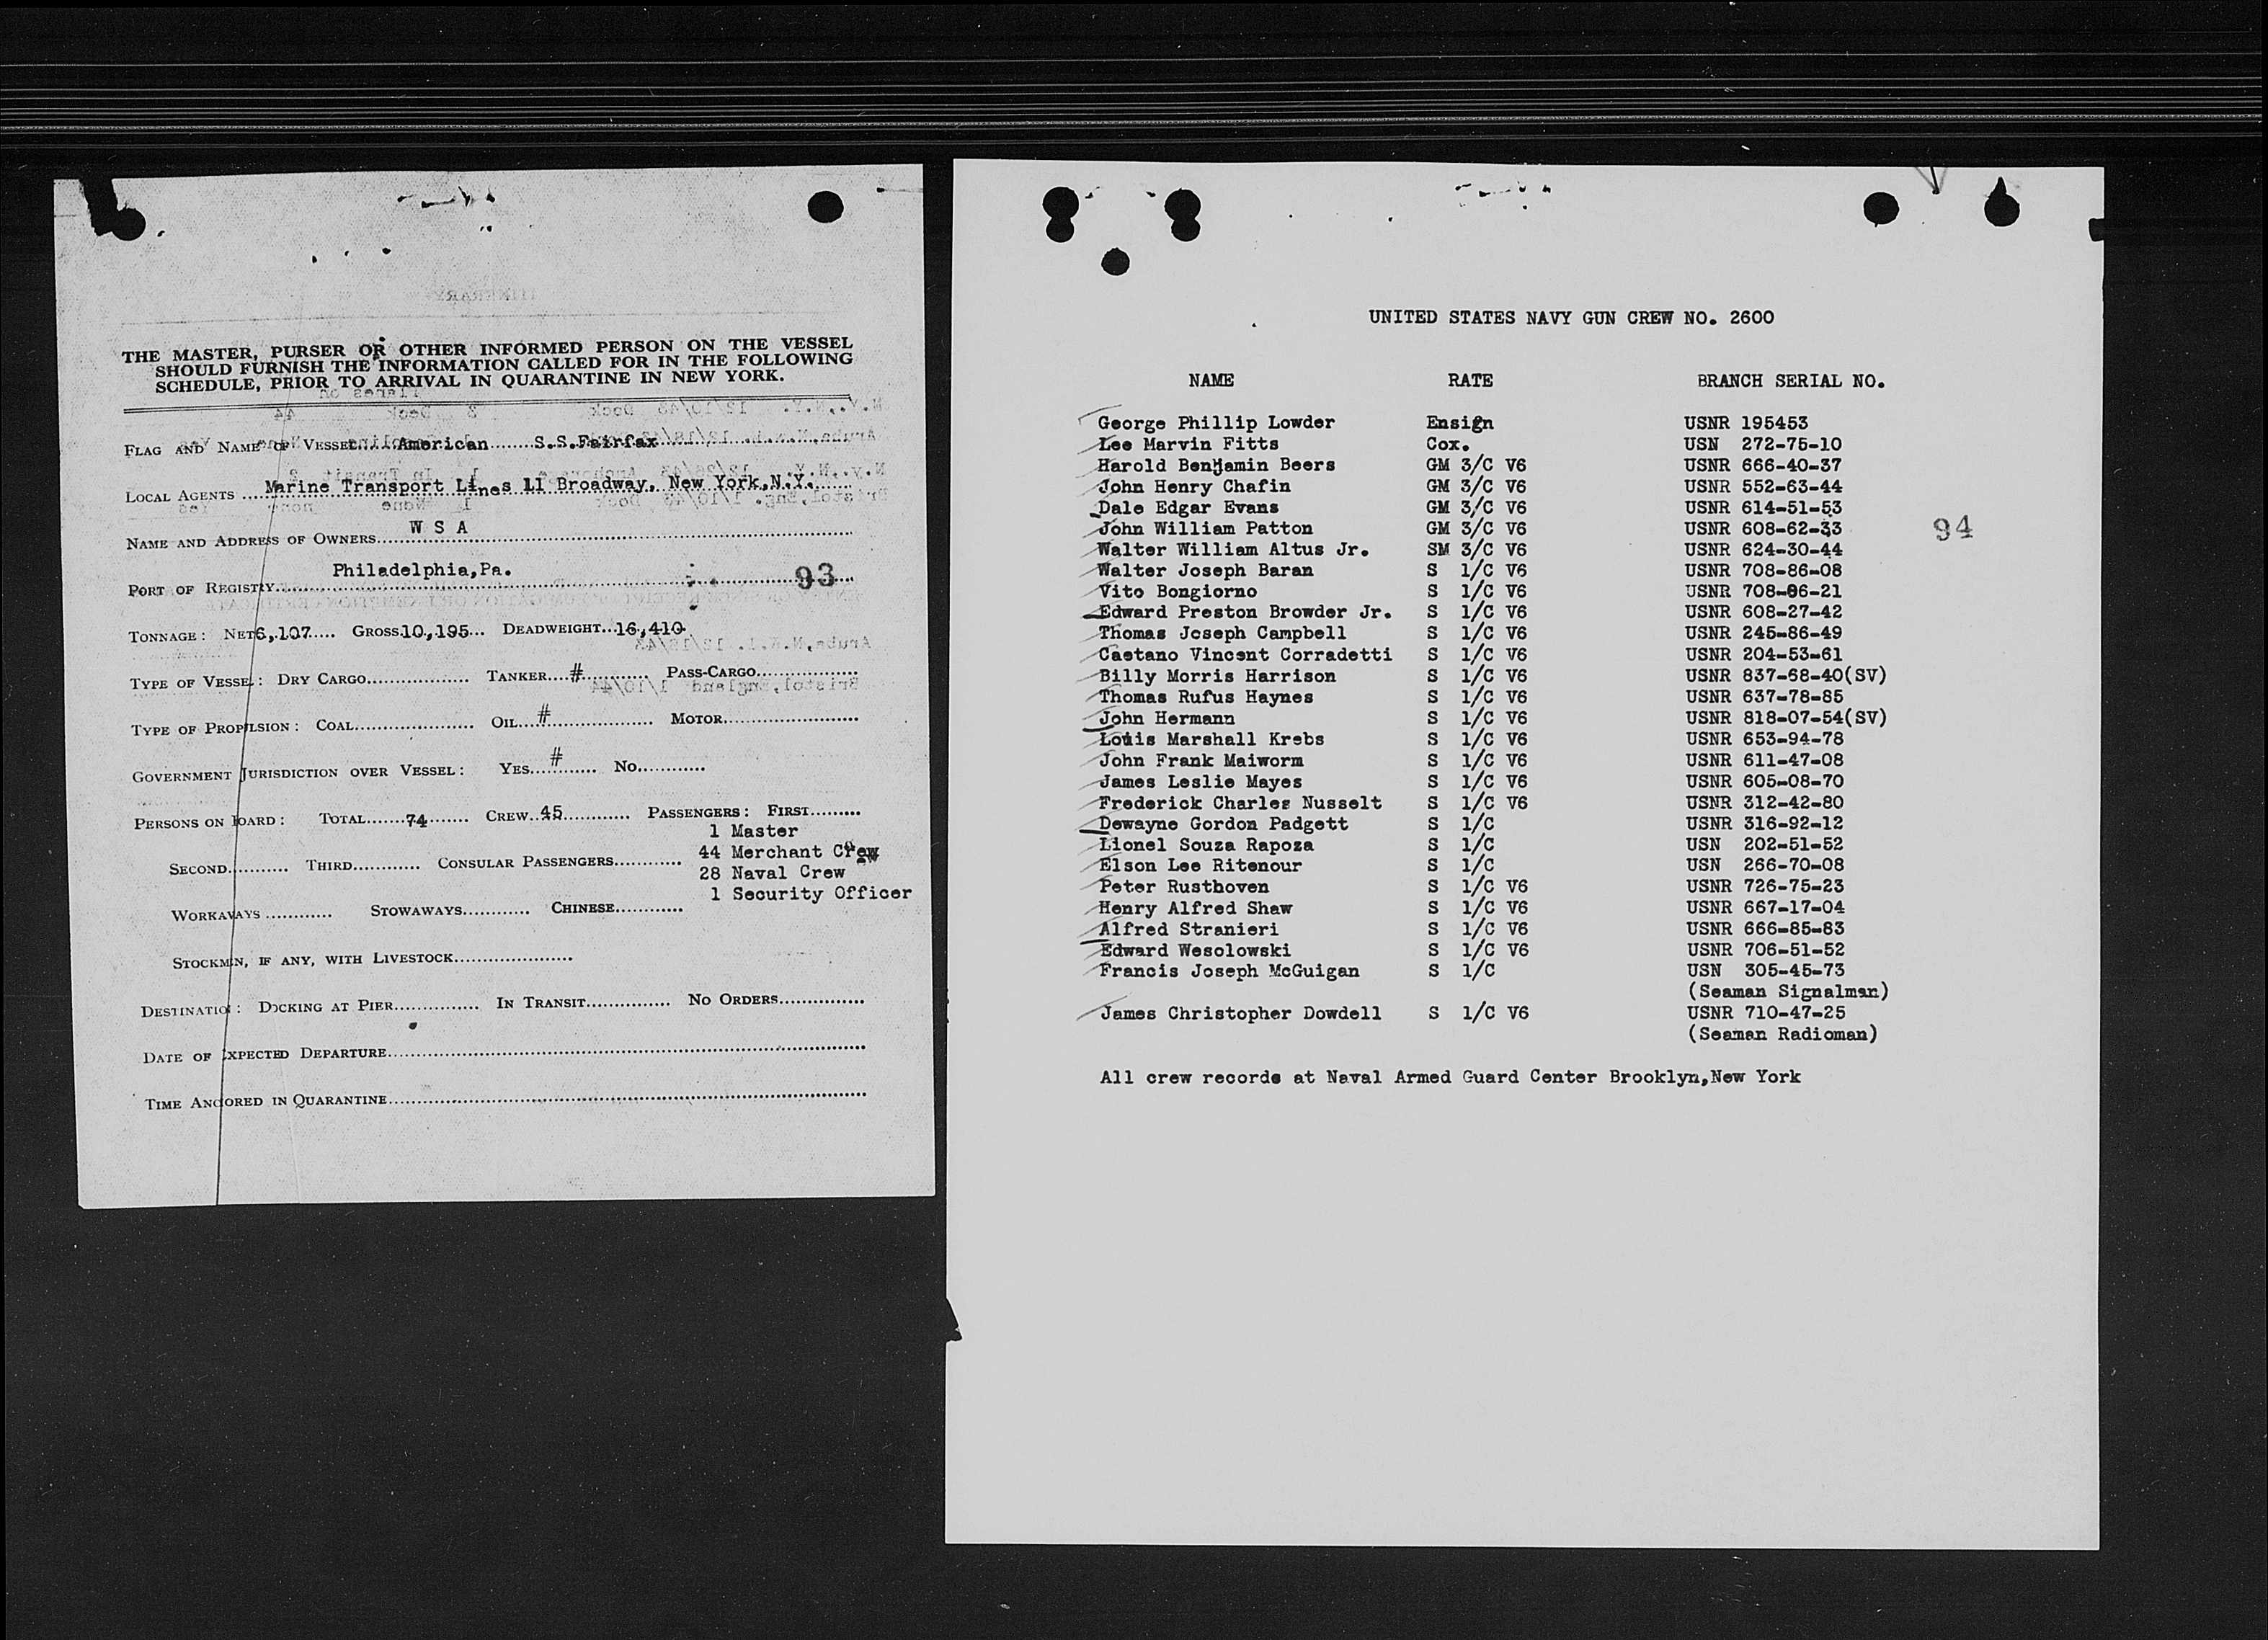 THE MASTER, PURSER OR OTHER INFORMED PERSON ON THE VESSEL
SHOULD FURNISH THE INFORMATION CALLED FOR IN THE FOLLOWING
SCHEDULE, PRIOR TO ARRIVAL IN QUARANTINE IN NEW YORK.
FLAG AND NAME OF VESSEL American S.S.Fairfax
LOCAL AGENTS Marine Transport Lines 11 Broadway. New York.N.Y.
NAME AND ADDRESS OF OWNERS W S A
PORT OF REGISTRY Philadelphia,Pa. 93
TONNAGE: NET 6,107 GROSS 10,195 DEADWEIGHT 16,410
TYPE OF VESSEL: DRY CARGO TANKER # PASS-CARGO
TYPE OF PROPULSION: COAL OIL # MOTOR
GOVERNMENT JURISDICTION OVER VESSEL: YES # NO
PERSONS ON BOARD: TOTAL 74 CREW 45 PASSENGERS: FIRST
1 Master
44 Merchant Crew
SECOND THIRD CONSULAR PASSENGERS
28 Naval Crew
1 Security Officer
WORKAWAYS STOWAWAYS CHINESE
STOCKMEN, IF ANY, WITH LIVESTOCK
DESTINATION: DOCKING AT PIER IN TRANSIT NO ORDERS
DATE OF EXPECTED DEPARTURE
TIME ANCHORED IN QUARANTINE
UNITED STATES NAVY GUN CREW NO. 2600
NAME RATE BRANCH SERIAL NO.
George Phillip Lowder Ensign USNR 195453
Lee Marvin Fitts Cox. USN 272-75-10
Harold Benjamin Beers GM 3/C V6 USNR 666-40-37
John Henry Chafin GM 3/C V6 USNR 552-63-44
Dale Edgar Evans GM 3/C V6 USNR 614-51-53
John William Patton GM 3/C V6 USNR 608-62-33 94
Walter William Altus Jr. SM 3/C V6 USNR 624-30-44
Walter Joseph Baran S 1/C V6 USNR 708-86-08
Vito Bongiorno S 1/C V6 USNR 708-86-21
Edward Preston Browder Jr. S 1/C V6 USNR 608-27-42
Thomas Joseph Campbell S 1/C V6 USNR 245-86-49
Caetano Vincent Corradetti S 1/C V6 USNR 204-53-61
Billy Morris Harrison S 1/C V6 USNR 837-68-40(SV)
Thomas Rufus Haynes S 1/C V6 USNR 637-78-85
John Hermann S 1/C V6 USNR 818-07-54(SV)
Louis Marshall Krebs S 1/C V6 USNR 653-94-78
John Frank Maiworm S 1/C V6 USNR 611-47-08
James Leslie Mayes S 1/C V6 USNR 605-08-70
Frederick Charles Nusselt S 1/C V6 USNR 312-42-80
Dewayne Gordon Padgett S 1/C USNR 316-92-12
Lionel Souza Rapoza S 1/C USN 202-51-52
Elson Lee Ritenour S 1/C USN 266-70-08
Peter Rusthoven S 1/C V6 USNR 726-75-23
Henry Alfred Shaw S 1/C V6 USNR 667-17-04
Alfred Stranieri S 1/C V6 USNR 666-85-83
Edward Wesolowski S 1/C V6 USNR 706-51-52
Francis Joseph McGuigan S 1/C USN 305-45-73
(Seaman Signalman)
James Christopher Dowdell S 1/C V6 USNR 710-47-25
(Seaman Radioman)
All crew records at Naval Armed Guard Center Brooklyn,New York